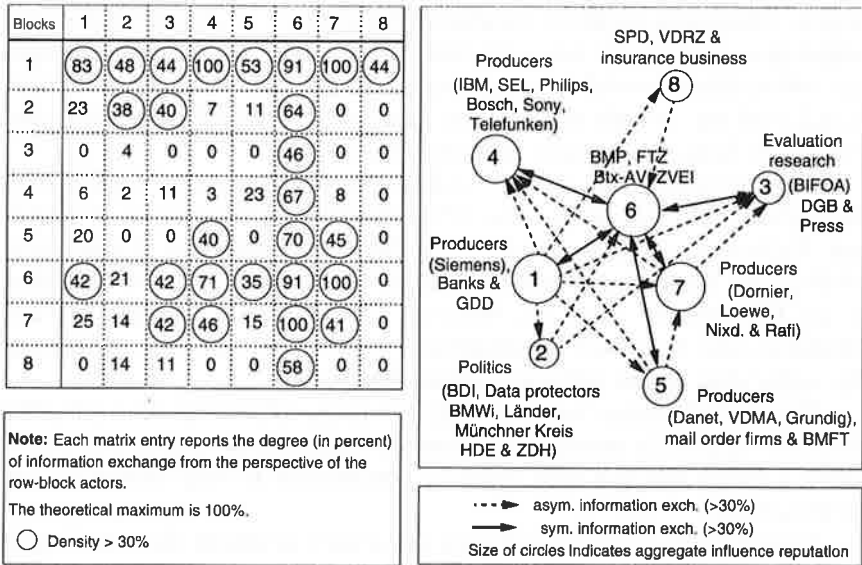 Blocks 1 2 3 4 5 6 7 8
1 83 48 44 100 53 91 100 44
2 23 38 40 7 11 64 0 0
3 0 4 0 0 0 46 0 0
4 6 2 11 3 23 67 8 0
5 20 0 0 40 0 70 45 0
6 42 21 42 71 35 91 100 0
7 25 14 42 46 15 100 41 0
8 0 14 11 0 0 58 0 0
Note: Each matrix entry reports the degree (in percent)
of information exchange from the perspective of the
row-block actors.
The theoretical maximum is 100%.
Density > 30%
SPD, VDRZ &
insurance business
8
Producers
(IBM, SEL, Philips,
Bosch, Sony,
Telefunken)
4
BMP, FTZ
Btx-AV, ZVEI
6
Evaluation
research
(BIFOA)
DGB &
Press
3
Producers
(Siemens),
Banks &
GDD
1
7
Producers
(Dornier,
Loewe,
Nixd. & Rafi)
2
Politics
(BDI, Data protectors
BMWi, Länder,
Münchner Kreis
HDE & ZDH)
5
Producers
(Danet, VDMA, Grundig),
mail order firms & BMFT
asym. information exch. (>30%)
sym. information exch. (>30%)
Size of circles Indicates aggregate influence reputation